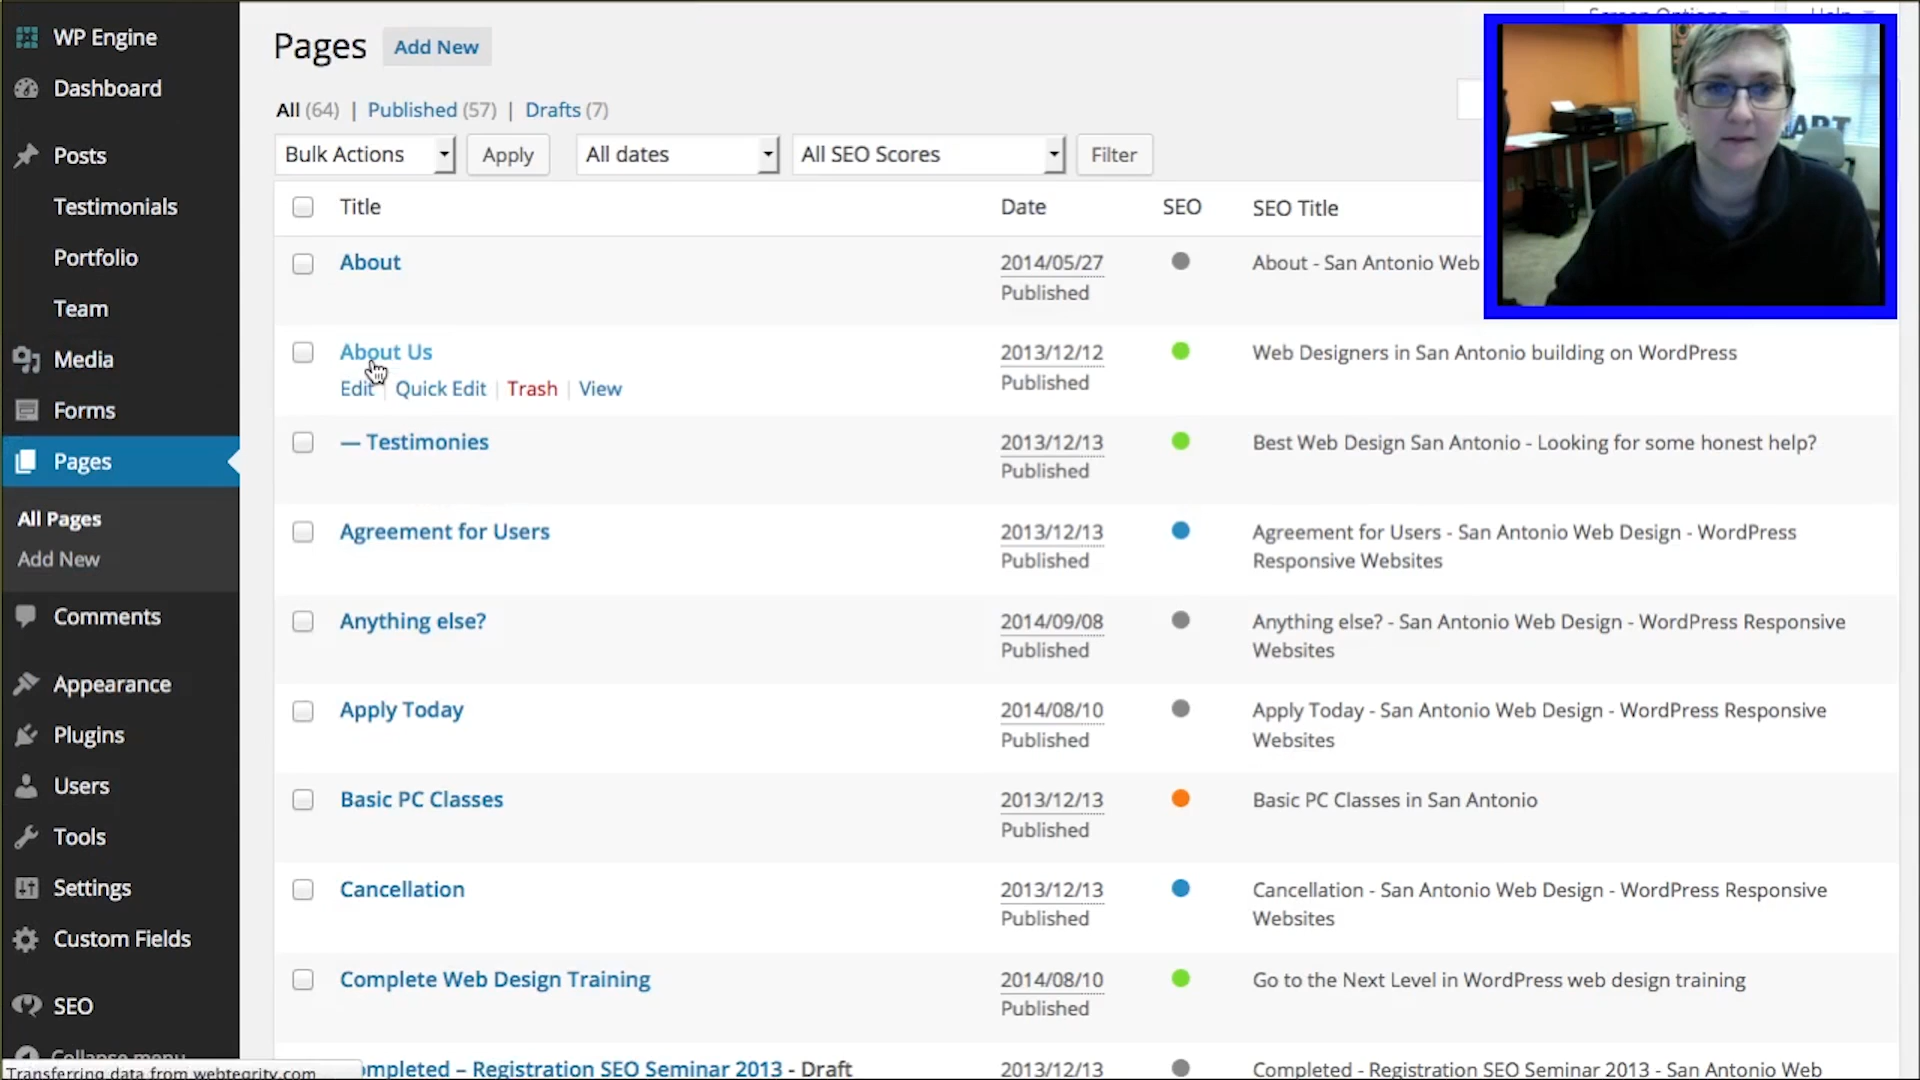 WP Engine
Dashboard
Posts
Testimonials
Portfolio
Team
Media
Forms
Pages
All Pages
Add New
Comments
Appearance
Plugins
Users
Tools
Settings
Custom Fields
SEO
Collapse menu
Transferring data from webtegrity.com
Pages Add New
Screen Options Help
All (64) | Published (57) | Drafts (7)
Bulk Actions Apply All dates All SEO Scores Filter
Title Date SEO SEO Title
About 2014/05/27 About - San Antonio Web
Published
About Us 2013/12/12 Web Designers in San Antonio building on WordPress
Edit | Quick Edit | Trash | View Published
— Testimonies 2013/12/13 Best Web Design San Antonio - Looking for some honest help?
Published
Agreement for Users 2013/12/13 Agreement for Users - San Antonio Web Design - WordPress
Published Responsive Websites
Anything else? 2014/09/08 Anything else? - San Antonio Web Design - WordPress Responsive
Published Websites
Apply Today 2014/08/10 Apply Today - San Antonio Web Design - WordPress Responsive
Published Websites
Basic PC Classes 2013/12/13 Basic PC Classes in San Antonio
Published
Cancellation 2013/12/13 Cancellation - San Antonio Web Design - WordPress Responsive
Published Websites
Complete Web Design Training 2014/08/10 Go to the Next Level in WordPress web design training
Published
ompleted – Registration SEO Seminar 2013 - Draft 2013/12/13 Completed - Registration SEO Seminar 2013 - San Antonio Web